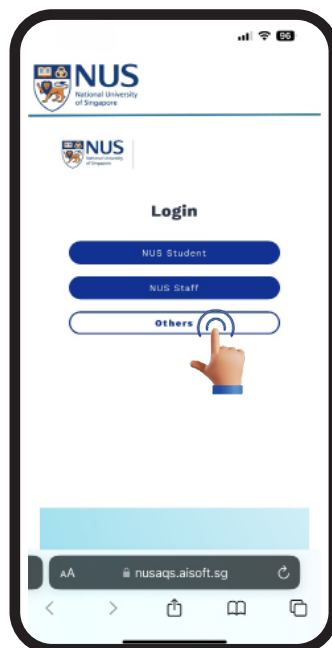 96
NUS
National University
of Singapore
NUS
National University
of Singapore
Login
NUS Student
NUS Staff
Others
AA
nusaqs.aisoft.sg